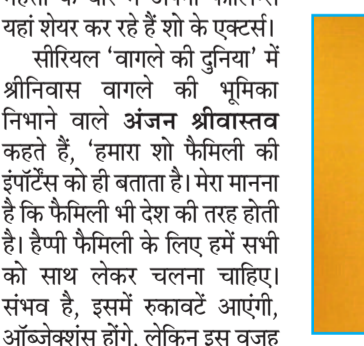 यहां शेयर कर रहे हैं शो के एक्टर्स।
सीरियल ‘वागले की दुनिया’ में
श्रीनिवास वागले की भूमिका
निभाने वाले अंजन श्रीवास्तव
कहते हैं, ‘हमारा शो फैमिली की
इंपॉर्टेंस को ही बताता है। मेरा मानना
है कि फैमिली भी देश की तरह होती
है। हैप्पी फैमिली के लिए हमें सभी
को साथ लेकर चलना चाहिए।
संभव है, इसमें रुकावटें आएंगी,
ऑब्जेक्शंस होंगे, लेकिन इस वजह